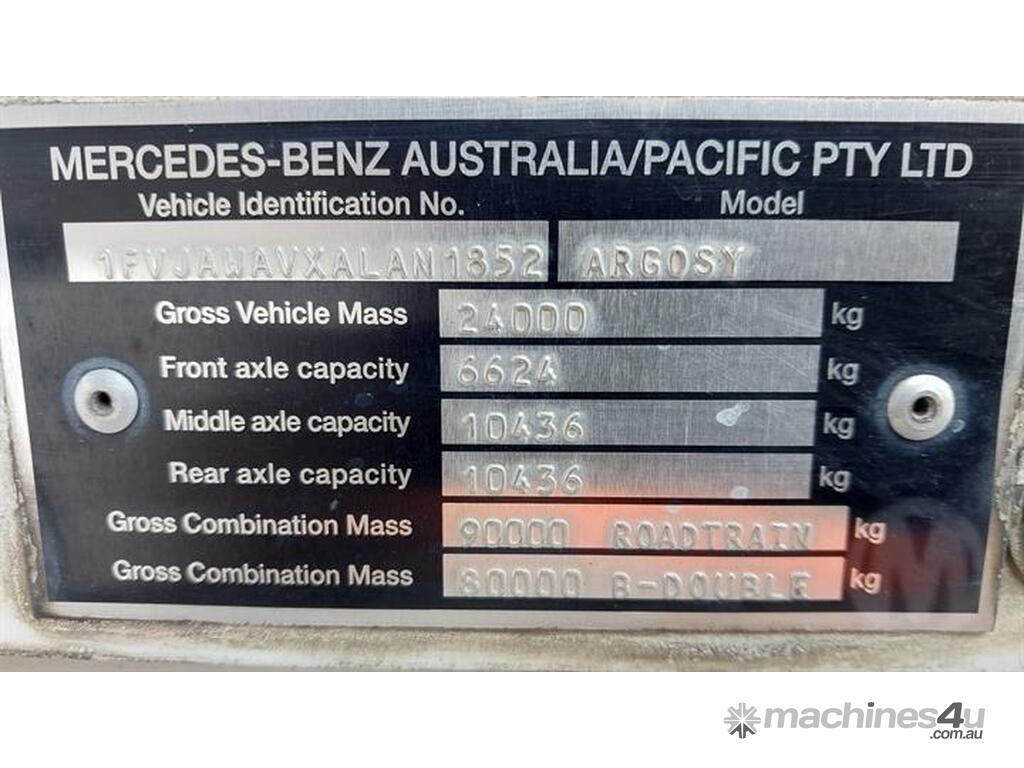 MERCEDES-BENZ AUSTRALIA/PACIFIC PTY LTD
Vehicle Identification No. Model
1FVJAWAVXALAN1852 ARGOSY
Gross Vehicle Mass 24000 kg
Front axle capacity 6624 kg
Middle axle capacity 10436 kg
Rear axle capacity 10436 kg
Gross Combination Mass 90000 ROADTRAIN kg
Gross Combination Mass 80000 B-DOUBLE kg
machines4u
.com.au